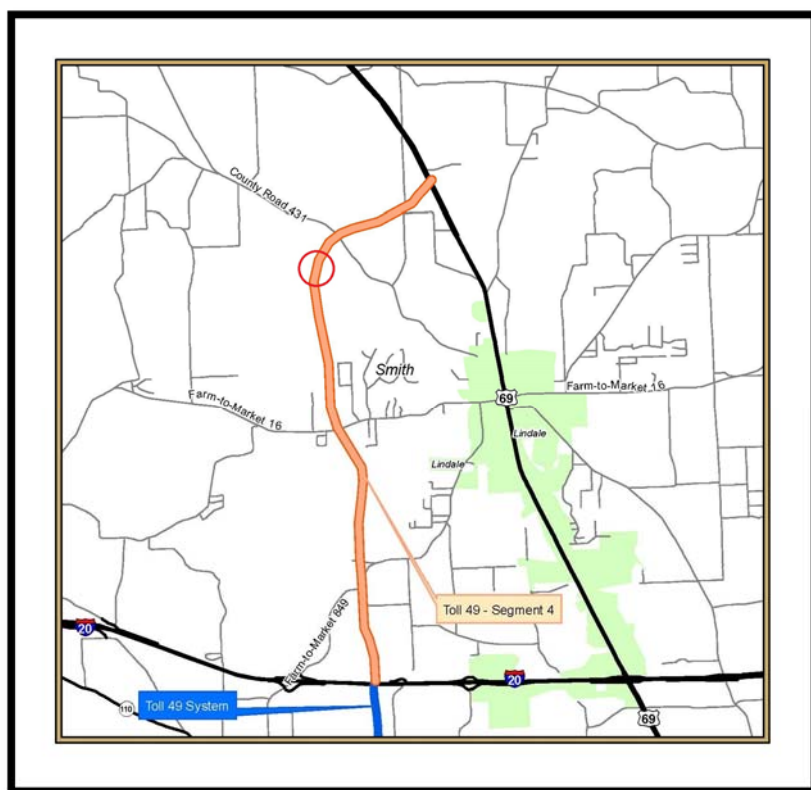 County Road 431
Smith
Farm-to-Market 16
69
Farm-to-Market 16
Lindale
Lindale
Toll 49 - Segment 4
Farm-to-Market 849
20
20
110
Toll 49 System
69